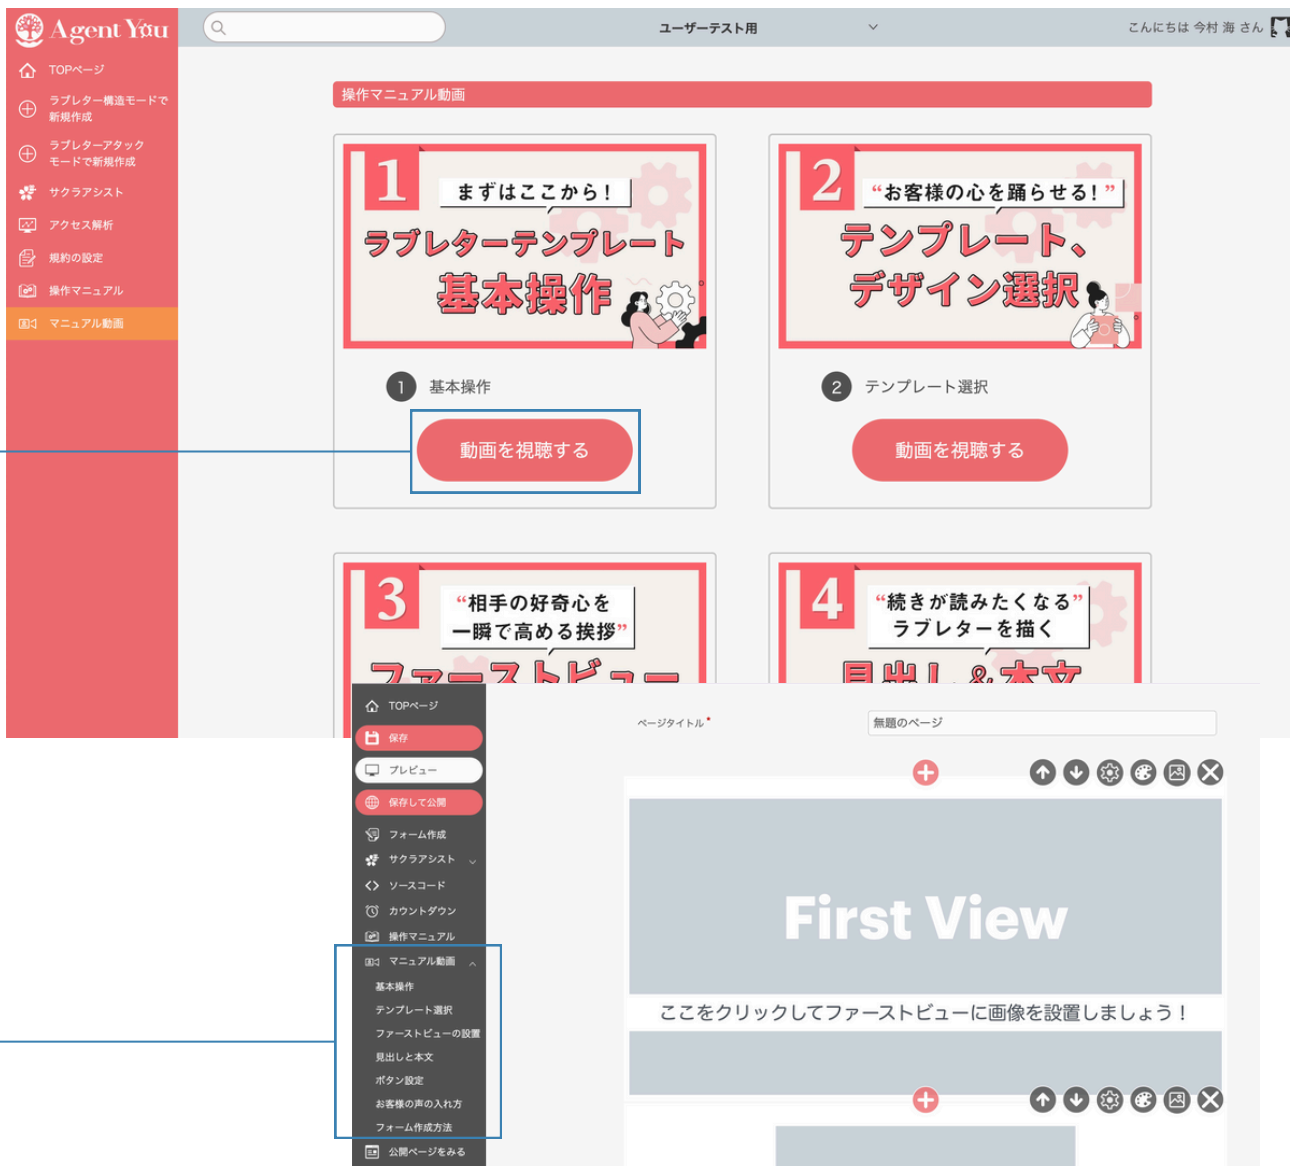 Agent You
ユーザーテスト用
こんにちは 今村 海 さん
TOPページ
ラブレター構造モードで
新規作成
ラブレターアタック
モードで新規作成
サクラアシスト
アクセス解析
規約の設定
操作マニュアル
マニュアル動画
操作マニュアル動画
1
まずはここから！
ラブレターテンプレート
基本操作
1 基本操作
動画を視聴する
2
“お客様の心を踊らせる！”
テンプレート、
デザイン選択
2 テンプレート選択
動画を視聴する
3
“相手の好奇心を
一瞬で高める挨拶”
ファーストビュー
4
“続きが読みたくなる”
ラブレターを描く
見出し＆本文
TOPページ
保存
プレビュー
保存して公開
フォーム作成
サクラアシスト
ソースコード
カウントダウン
操作マニュアル
マニュアル動画
基本操作
テンプレート選択
ファーストビューの設置
見出しと本文
ボタン設定
お客様の声の入れ方
フォーム作成方法
公開ページをみる
ページタイトル*
無題のページ
First View
ここをクリックしてファーストビューに画像を設置しましょう！